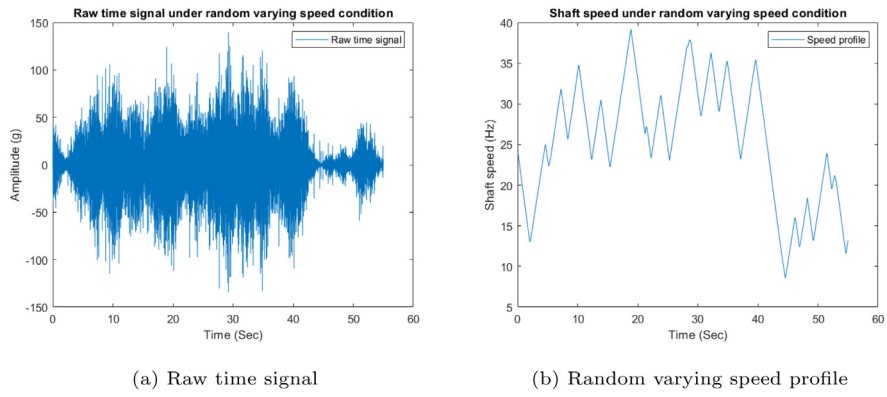 Raw time signal under random varying speed condition
Raw time signal
150
100
50
0
-50
-100
-150
Amplitude (g)
0 10 20 30 40 50 60
Time (Sec)
(a) Raw time signal
Shaft speed under random varying speed condition
Speed profile
40
35
30
25
20
15
10
5
Shaft speed (Hz)
0 10 20 30 40 50 60
Time (Sec)
(b) Random varying speed profile